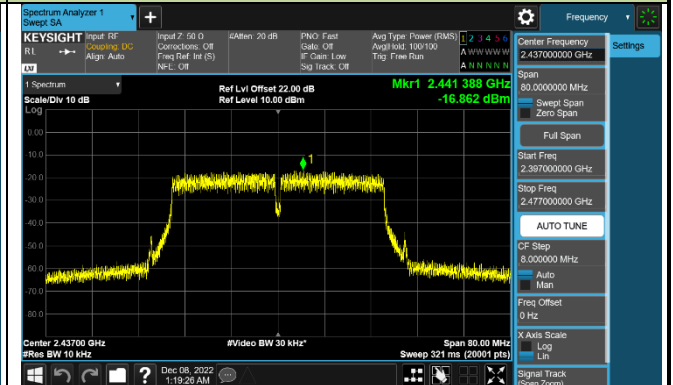 Spectrum Analyzer 1
Swept SA
+
Frequency
KEYSIGHT
RL
LXI
Input: RF
Coupling: DC
Align: Auto
Input Z: 50 Ω
Corrections: Off
Freq Ref: Int (S)
NFE: Off
#Atten: 20 dB
PNO: Fast
Gate: Off
IF Gain: Low
Sig Track: Off
Avg Type: Power (RMS)
Avg|Hold: 100/100
Trig: Free Run
1 2 3 4 5 6
A W W W W W
A N N N N N
1 Spectrum
Scale/Div 10 dB
Log
Ref Lvl Offset 22.00 dB
Ref Level 10.00 dBm
Mkr1 2.441 388 GHz
-16.862 dBm
0.00
-10.0
-20.0
-30.0
-40.0
-50.0
-60.0
-70.0
-80.0
1
Center 2.43700 GHz
#Res BW 10 kHz
#Video BW 30 kHz*
Span 80.00 MHz
Sweep 321 ms (20001 pts)
Dec 08, 2022
1:19:26 AM
?
Center Frequency
2.437000000 GHz
Settings
Span
80.0000000 MHz
Swept Span
Zero Span
Full Span
Start Freq
2.397000000 GHz
Stop Freq
2.477000000 GHz
AUTO TUNE
CF Step
8.000000 MHz
Auto
Man
Freq Offset
0 Hz
X Axis Scale
Log
Lin
Signal Track
(Span Zoom)